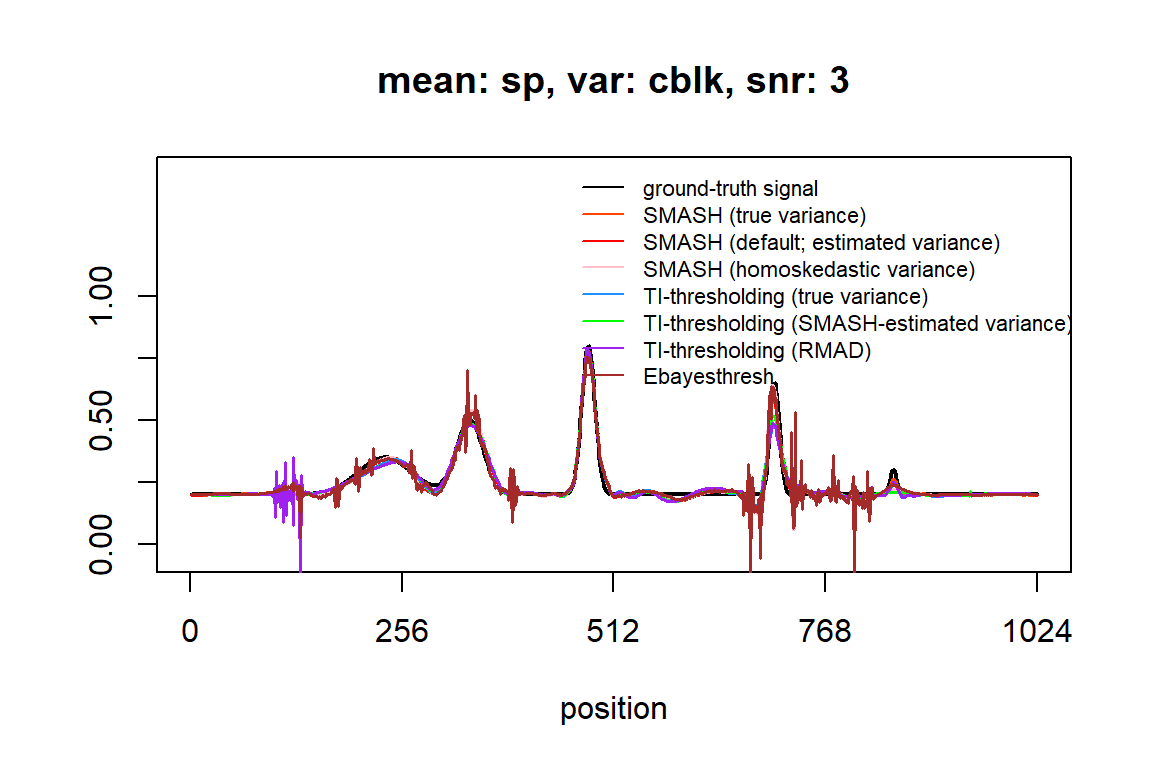 mean: sp, var: cblk, snr: 3
ground-truth signal
SMASH (true variance)
SMASH (default; estimated variance)
SMASH (homoskedastic variance)
TI-thresholding (true variance)
TI-thresholding (SMASH-estimated variance)
TI-thresholding (RMAD)
Ebayesthresh
1.00
0.50
0.00
0 256 512 768 1024
position